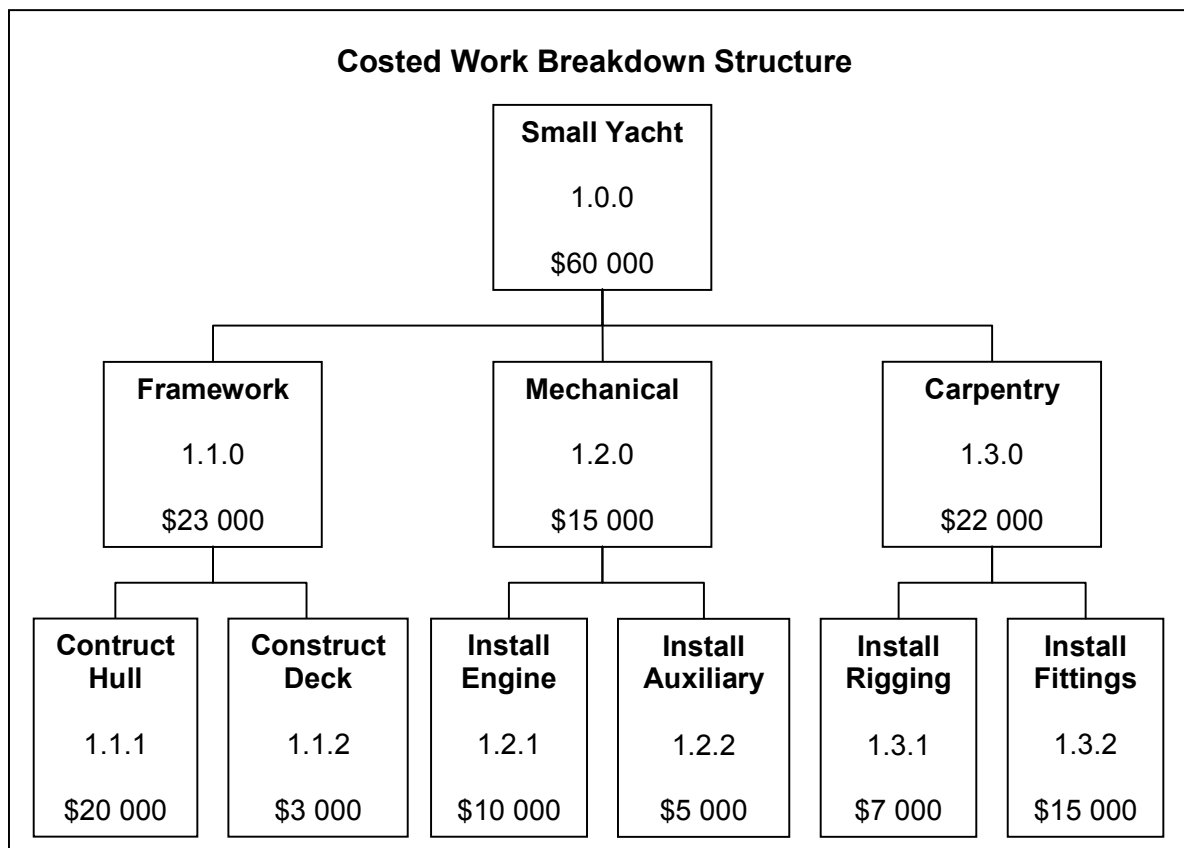 Costed Work Breakdown Structure
Small Yacht
1.0.0
$60 000
Framework
1.1.0
$23 000
Mechanical
1.2.0
$15 000
Carpentry
1.3.0
$22 000
Contruct
Hull
1.1.1
$20 000
Construct
Deck
1.1.2
$3 000
Install
Engine
1.2.1
$10 000
Install
Auxiliary
1.2.2
$5 000
Install
Rigging
1.3.1
$7 000
Install
Fittings
1.3.2
$15 000